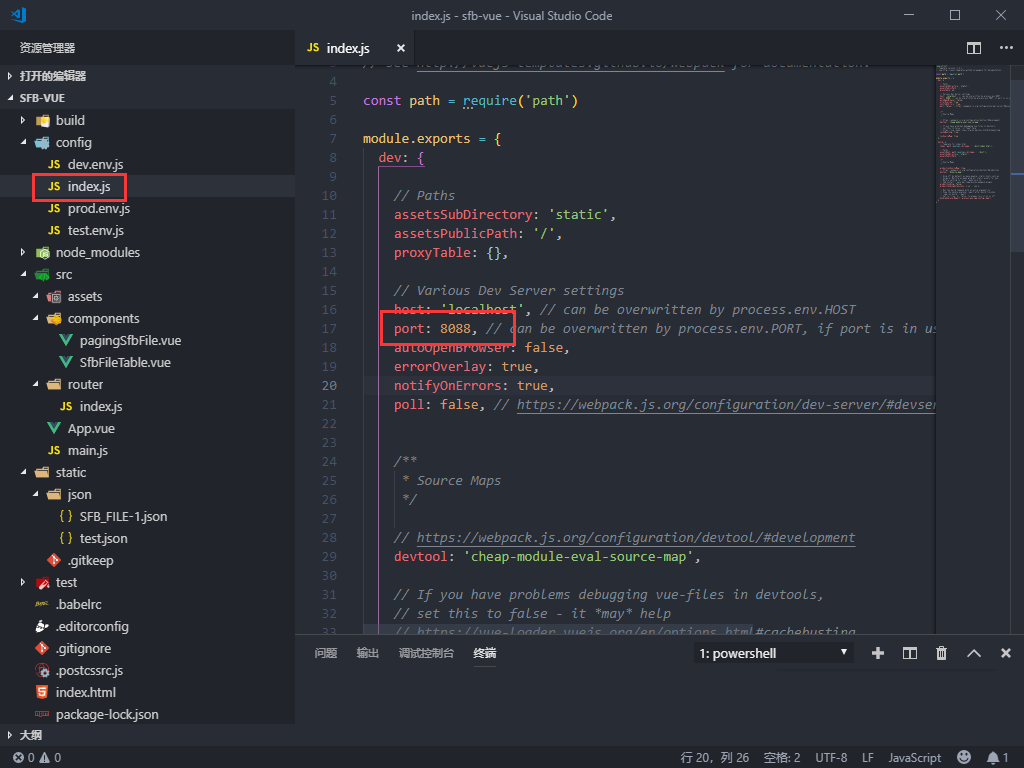 index.js - sfb-vue - Visual Studio Code
资源管理器
打开的编辑器
SFB-VUE
build
config
JS dev.env.js
JS index.js
JS prod.env.js
JS test.env.js
node_modules
src
assets
components
pagingSfbFile.vue
SfbFileTable.vue
router
JS index.js
App.vue
JS main.js
static
json
{ } SFB_FILE-1.json
{ } test.json
.gitkeep
test
.babelrc
.editorconfig
.gitignore
.postcssrc.js
index.html
package-lock.json
大纲
JS index.js
4
5 const path = require('path')
6
7 module.exports = {
8 dev: {
9
10 // Paths
11 assetsSubDirectory: 'static',
12 assetsPublicPath: '/',
13 proxyTable: {},
14
15 // Various Dev Server settings
16 host: 'localhost', // can be overwritten by process.env.HOST
17 port: 8088, // can be overwritten by process.env.PORT, if port is in us
18 autoOpenBrowser: false,
19 errorOverlay: true,
20 notifyOnErrors: true,
21 poll: false, // https://webpack.js.org/configuration/dev-server/#devser
22
23
24 /**
25 * Source Maps
26 */
27
28 // https://webpack.js.org/configuration/devtool/#development
29 devtool: 'cheap-module-eval-source-map',
30
31 // If you have problems debugging vue-files in devtools,
32 // set this to false - it *may* help
33 // https://vue-loader.vuejs.org/en/options.html#cachebusting
问题 输出 调试控制台 终端
1: powershell
0 0
行 20，列 26 空格: 2 UTF-8 LF JavaScript 1